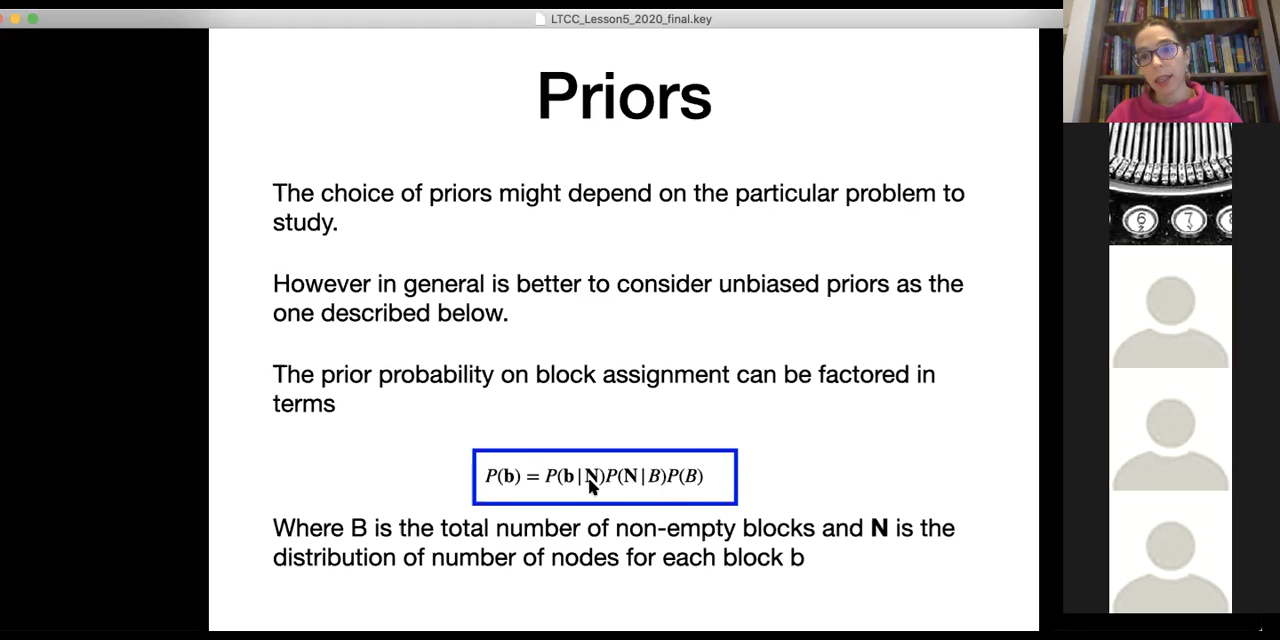 LTCC_Lesson5_2020_final.key
Priors
The choice of priors might depend on the particular problem to
study.
However in general is better to consider unbiased priors as the
one described below.
The prior probability on block assignment can be factored in
terms
P(b) = P(b|N)P(N|B)P(B)
Where B is the total number of non-empty blocks and N is the
distribution of number of nodes for each block b
6
7